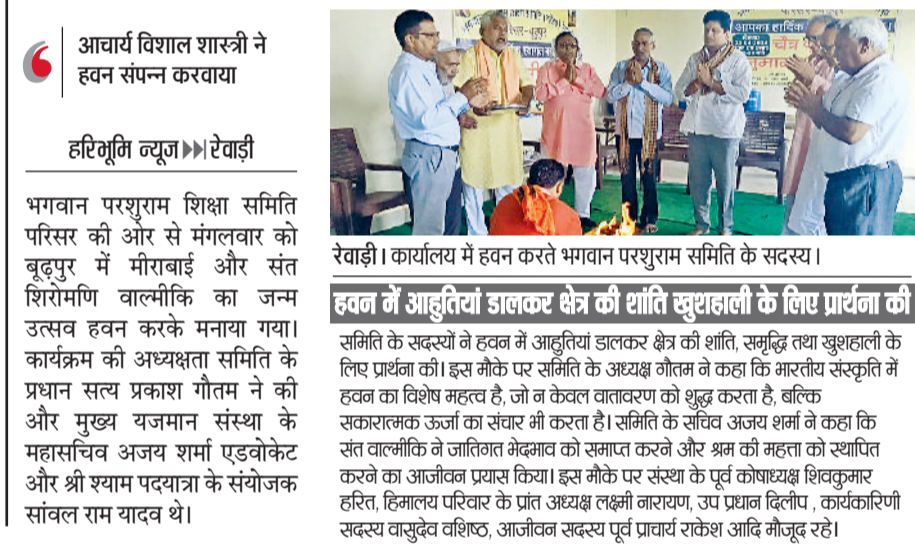 आचार्य विशाल शास्त्री ने
हवन संपन्न करवाया
हरिभूमि न्यूज रेवाड़ी
भगवान परशुराम शिक्षा समिति
परिसर की ओर से मंगलवार को
बूढ़पुर में मीराबाई और संत
शिरोमणि वाल्मीकि का जन्म
उत्सव हवन करके मनाया गया।
कार्यक्रम की अध्यक्षता समिति के
प्रधान सत्य प्रकाश गौतम ने की
और मुख्य यजमान संस्था के
महासचिव अजय शर्मा एडवोकेट
और श्री श्याम पदयात्रा के संयोजक
सांवल राम यादव थे।
आपका हार्दिक
चैत्र
रेवाड़ी। कार्यालय में हवन करते भगवान परशुराम समिति के सदस्य।
हवन में आहुतियां डालकर क्षेत्र की शांति खुशहाली के लिए प्रार्थना की
समिति के सदस्यों ने हवन में आहुतियां डालकर क्षेत्र की शांति, समृद्धि तथा खुशहाली के
लिए प्रार्थना की। इस मौके पर समिति के अध्यक्ष गौतम ने कहा कि भारतीय संस्कृति में
हवन का विशेष महत्व है, जो न केवल वातावरण को शुद्ध करता है, बल्कि
सकारात्मक ऊर्जा का संचार भी करता है। समिति के सचिव अजय शर्मा ने कहा कि
संत वाल्मीकि ने जातिगत भेदभाव को समाप्त करने और श्रम की महत्ता को स्थापित
करने का आजीवन प्रयास किया। इस मौके पर संस्था के पूर्व कोषाध्यक्ष शिवकुमार
हरित, हिमालय परिवार के प्रांत अध्यक्ष लक्ष्मी नारायण, उप प्रधान दिलीप , कार्यकारिणी
सदस्य वासुदेव वशिष्ठ, आजीवन सदस्य पूर्व प्राचार्य राकेश आदि मौजूद रहे।